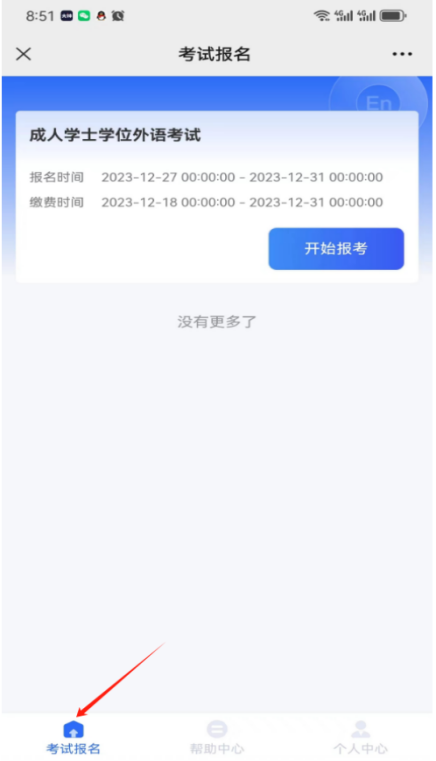 8:51
考试报名
En
成人学士学位外语考试
报名时间 2023-12-27 00:00:00 - 2023-12-31 00:00:00
缴费时间 2023-12-18 00:00:00 - 2023-12-31 00:00:00
开始报考
没有更多了
考试报名 帮助中心 个人中心